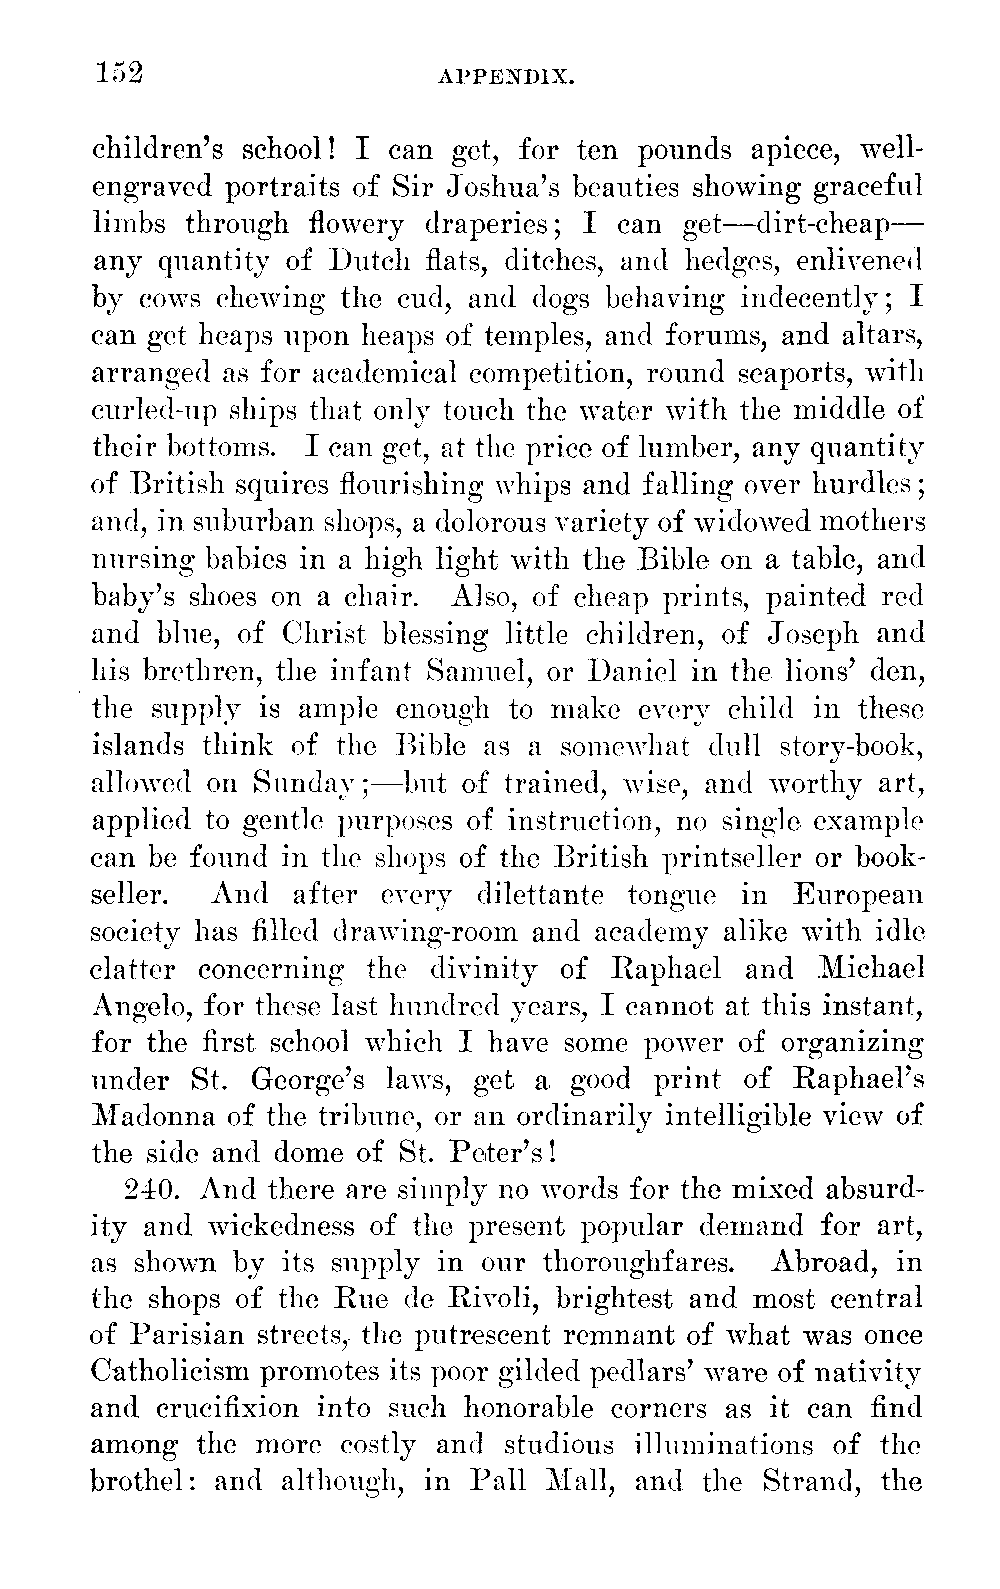 152 APPENDIX.
children's school! I can get, for ten pounds apiece, well-
engraved portraits of Sir Joshua's beauties showing graceful
limbs through flowery draperies; I can get—dirt-cheap—
any quantity of Dutch flats, ditches, and hedges, enlivened
by cows chewing the cud, and dogs behaving indecently; I
can get heaps upon heaps of temples, and forums, and altars,
arranged as for academical competition, round seaports, with
curled-up ships that only touch the water with the middle of
their bottoms. I can get, at the price of lumber, any quantity
of British squires flourishing whips and falling over hurdles;
and, in suburban shops, a dolorous variety of widowed mothers
nursing babies in a high light with the Bible on a table, and
baby's shoes on a chair. Also, of cheap prints, painted red
and blue, of Christ blessing little children, of Joseph and
his brethren, the infant Samuel, or Daniel in the lions' den,
the supply is ample enough to make every child in these
islands think of the Bible as a somewhat dull story-book,
allowed on Sunday;—but of trained, wise, and worthy art,
applied to gentle purposes of instruction, no single example
can be found in the shops of the British printseller or book-
seller. And after every dilettante tongue in European
society has filled drawing-room and academy alike with idle
clatter concerning the divinity of Raphael and Michael
Angelo, for these last hundred years, I cannot at this instant,
for the first school which I have some power of organizing
under St. George's laws, get a good print of Raphael's
Madonna of the tribune, or an ordinarily intelligible view of
the side and dome of St. Peter's!
240. And there are simply no words for the mixed absurd-
ity and wickedness of the present popular demand for art,
as shown by its supply in our thoroughfares. Abroad, in
the shops of the Rue de Rivoli, brightest and most central
of Parisian streets, the putrescent remnant of what was once
Catholicism promotes its poor gilded pedlars' ware of nativity
and crucifixion into such honorable corners as it can find
among the more costly and studious illuminations of the
brothel: and although, in Pall Mall, and the Strand, the